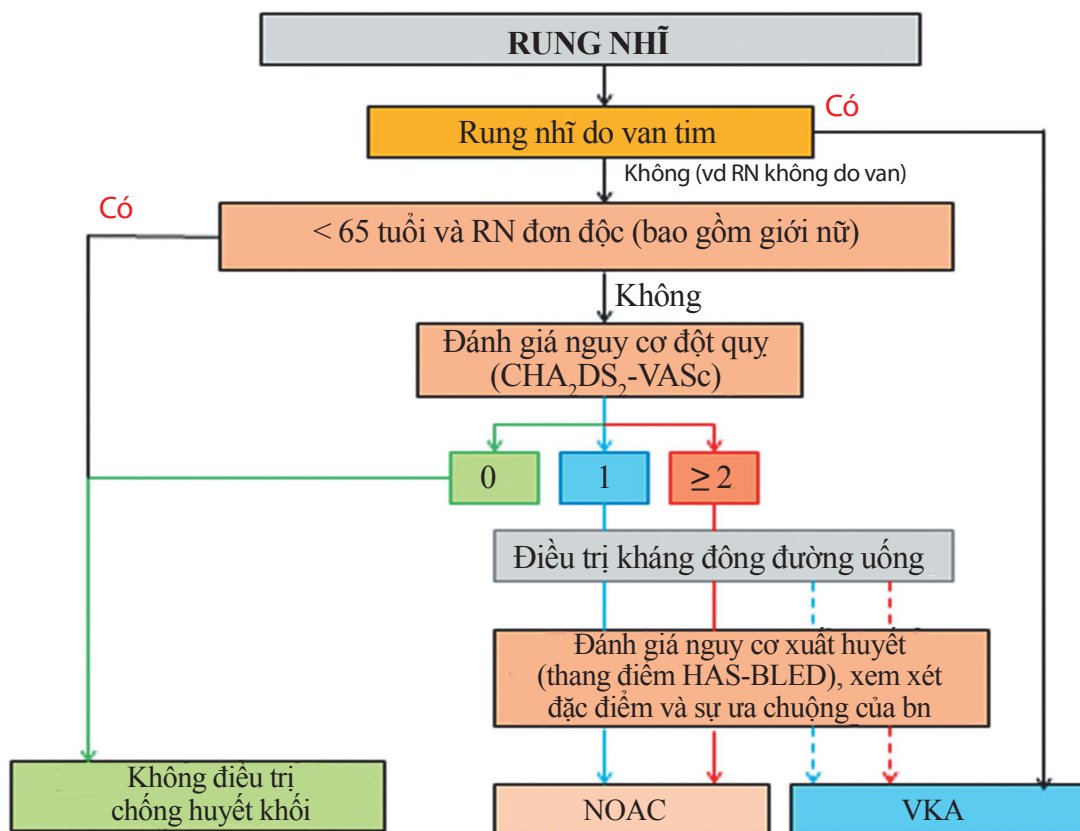 RUNG NHĨ
Có
Rung nhĩ do van tim
Không (vd RN không do van)
Có
< 65 tuổi và RN đơn độc (bao gồm giới nữ)
Không
Đánh giá nguy cơ đột quỵ
(CHA₂DS₂-VASc)
0
1
≥ 2
Điều trị kháng đông đường uống
Đánh giá nguy cơ xuất huyết
(thang điểm HAS-BLED), xem xét
đặc điểm và sự ưa chuộng của bn
Không điều trị
chống huyết khối
NOAC
VKA